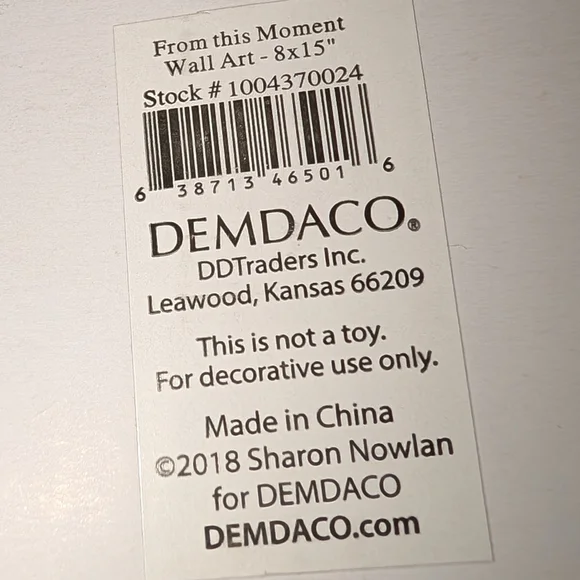 From this Moment
Wall Art - 8x15"
Stock # 1004370024
6 38713 46501 6
DEMDACO®
DDTraders Inc.
Leawood, Kansas 66209
This is not a toy.
For decorative use only.
Made in China
©2018 Sharon Nowlan
for DEMDACO
DEMDACO.com